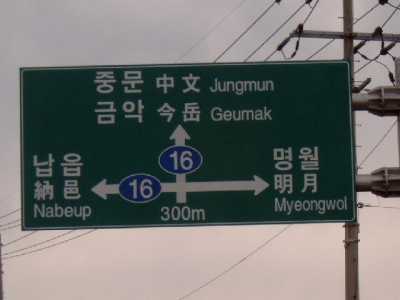 중문 中文 Jungmun
금악 今岳 Geumak
16
납읍
納邑
Nabeup
16
명월
明月
Myeongwol
300m